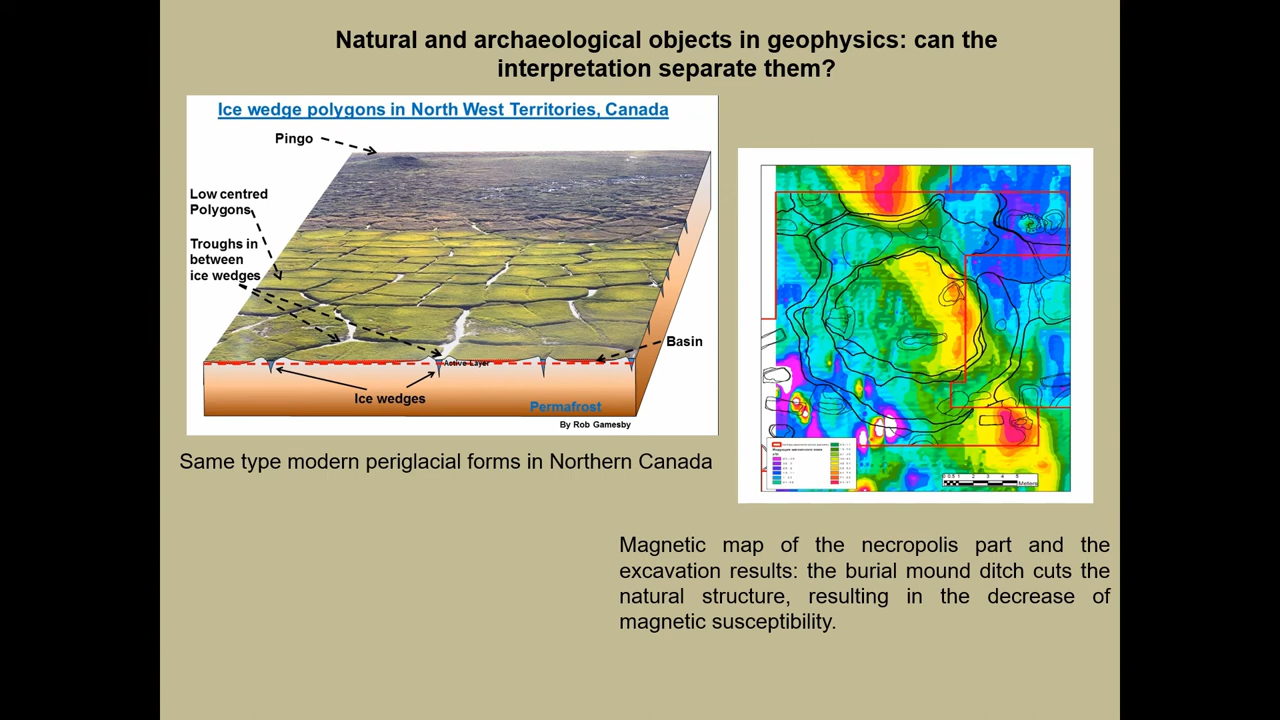 Natural and archaeological objects in geophysics: can the
interpretation separate them?
Ice wedge polygons in North West Territories, Canada
Pingo
Low centred
Polygons
Troughs in
between
ice wedges
Basin
Active Layer
Ice wedges
Permafrost
By Rob Gamesby
Same type modern periglacial forms in Northern Canada
Meters
Magnetic map of the necropolis part and the
excavation results: the burial mound ditch cuts the
natural structure, resulting in the decrease of
magnetic susceptibility.